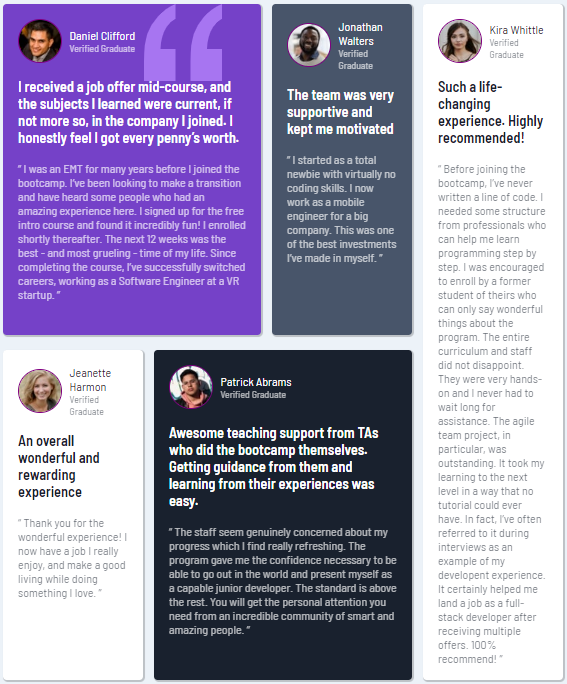 Daniel Clifford
Verified Graduate
I received a job offer mid-course, and
the subjects I learned were current, if
not more so, in the company I joined. I
honestly feel I got every penny’s worth.
“ I was an EMT for many years before I joined the
bootcamp. I’ve been looking to make a transition
and have heard some people who had an
amazing experience here. I signed up for the free
intro course and found it incredibly fun! I enrolled
shortly thereafter. The next 12 weeks was the
best - and most grueling - time of my life. Since
completing the course, I’ve successfully switched
careers, working as a Software Engineer at a VR
startup. ”
Jonathan
Walters
Verified
Graduate
The team was very
supportive and
kept me motivated
“ I started as a total
newbie with virtually no
coding skills. I now
work as a mobile
engineer for a big
company. This was one
of the best investments
I’ve made in myself. ”
Kira Whittle
Verified
Graduate
Such a life-
changing
experience. Highly
recommended!
“ Before joining the
bootcamp, I’ve never
written a line of code. I
needed some structure
from professionals who
can help me learn
programming step by
step. I was encouraged
to enroll by a former
student of theirs who
can only say wonderful
things about the
program. The entire
curriculum and staff
did not disappoint.
They were very hands-
on and I never had to
wait long for
assistance. The agile
team project, in
particular, was
outstanding. It took my
learning to the next
level in a way that no
tutorial could ever
have. In fact, I’ve often
referred to it during
interviews as an
example of my
developent experience.
It certainly helped me
land a job as a full-
stack developer after
receiving multiple
offers. 100%
recommend! ”
Jeanette
Harmon
Verified
Graduate
An overall
wonderful and
rewarding
experience
“ Thank you for the
wonderful experience! I
now have a job I really
enjoy, and make a good
living while doing
something I love. ”
Patrick Abrams
Verified Graduate
Awesome teaching support from TAs
who did the bootcamp themselves.
Getting guidance from them and
learning from their experiences was
easy.
“ The staff seem genuinely concerned about my
progress which I find really refreshing. The
program gave me the confidence necessary to be
able to go out in the world and present myself as
a capable junior developer. The standard is above
the rest. You will get the personal attention you
need from an incredible community of smart and
amazing people. ”